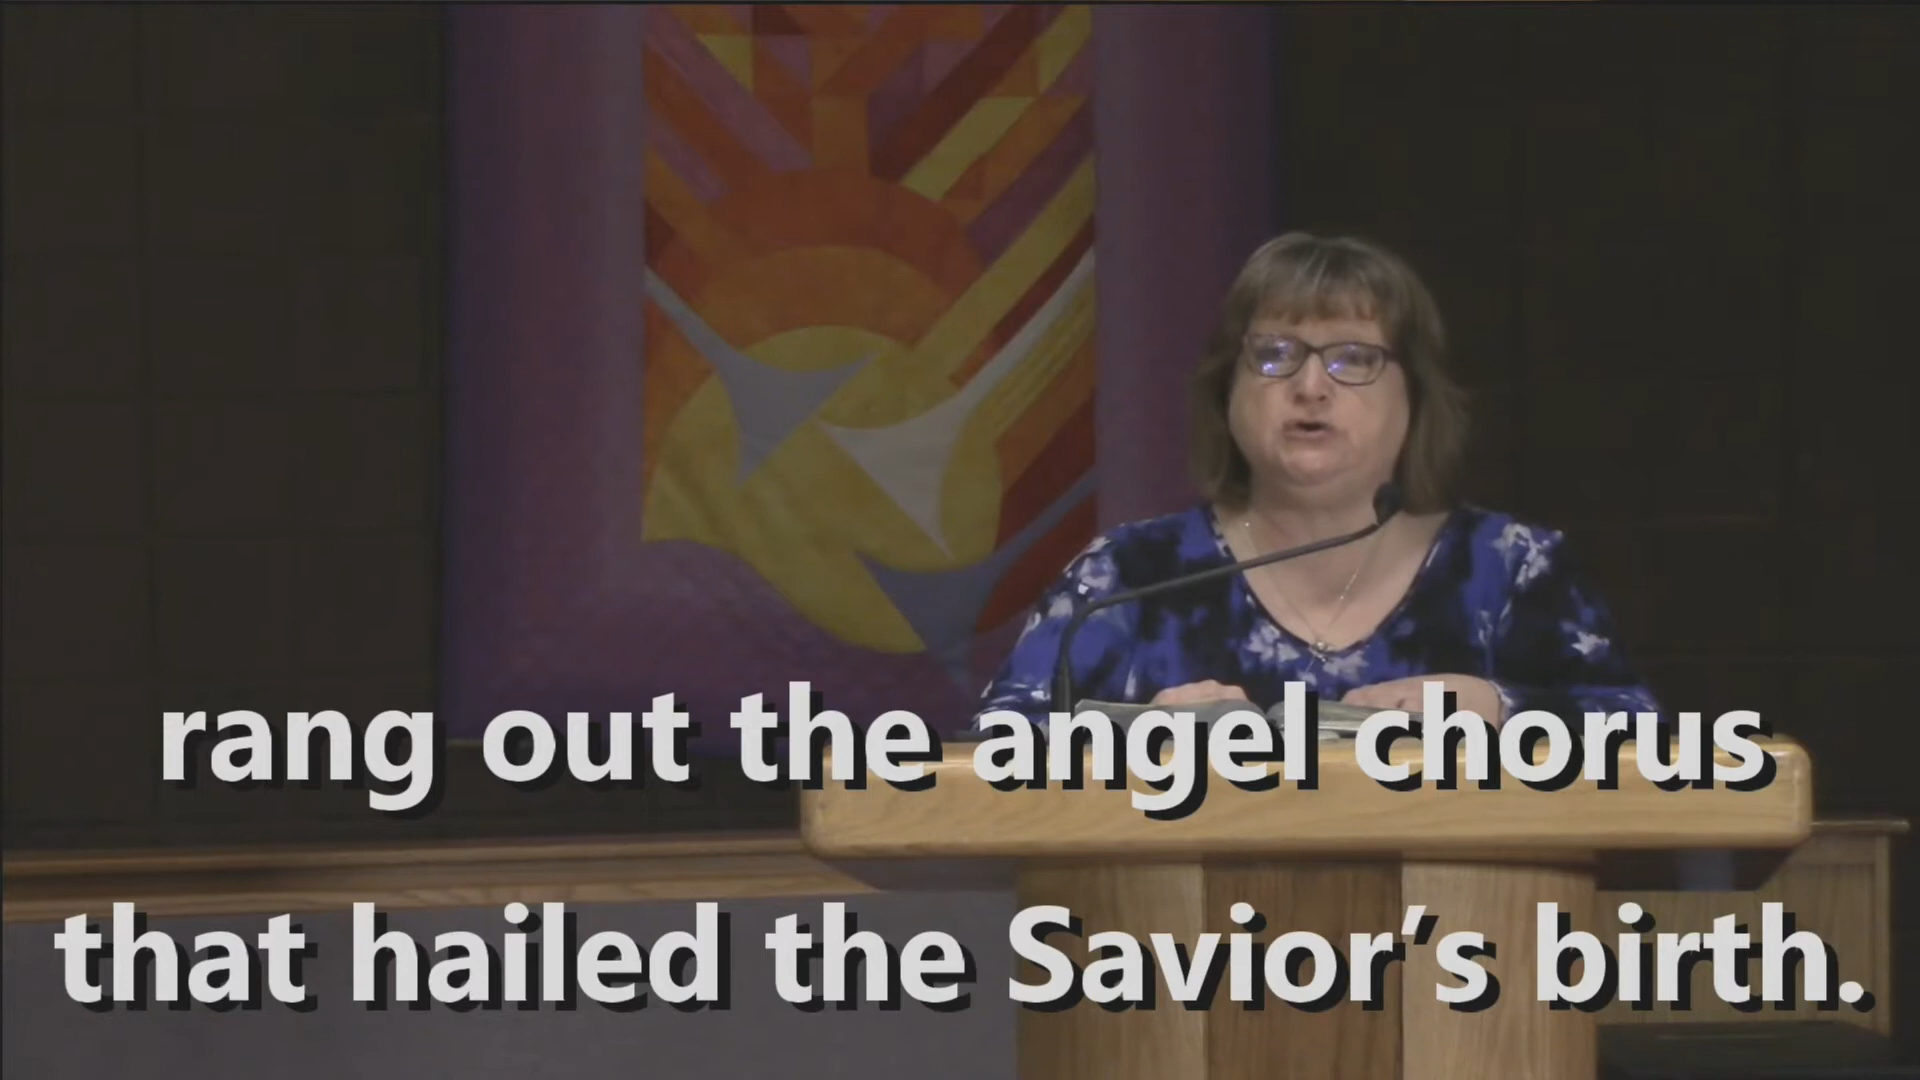 rang out the angel chorus
that hailed the Savior’s birth.